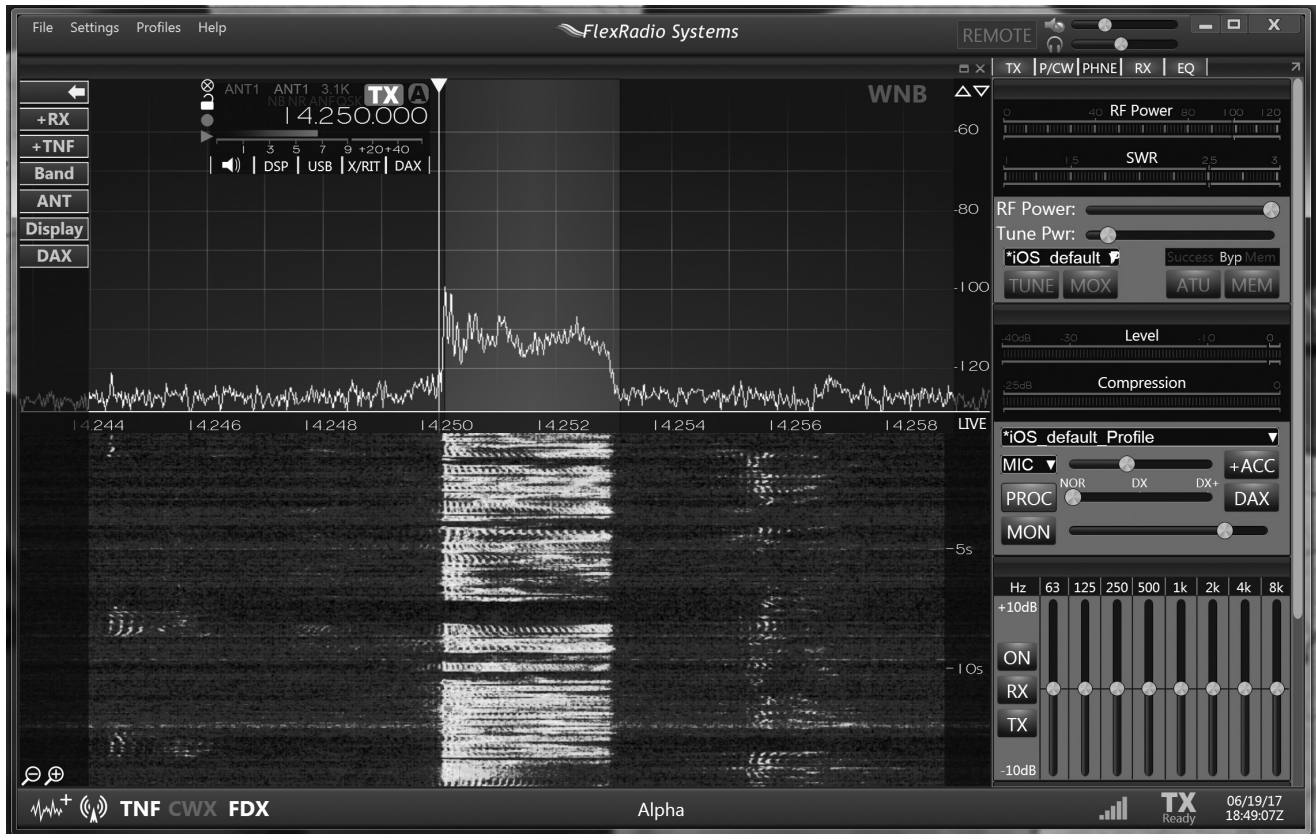 File Settings Profiles Help
FlexRadio Systems
REMOTE
X
TX P/CW PHNE RX EQ
+RX
+TNF
Band
ANT
Display
DAX
ANT1 ANT1 3.1K TX A
NB NR ANF QSK
14.250.000
1 3 5 7 9 +20 +40
DSP USB X/RIT DAX
WNB
-60
-80
-100
-120
14.244 14.246 14.248 14.250 14.252 14.254 14.256 14.258 LIVE
-5s
-10s
0 40 RF Power 80 100 120
1 1.5 SWR 2.5 3
RF Power:
Tune Pwr:
*iOS_default
Success Byp Mem
TUNE MOX ATU MEM
-40dB -30 Level -10 0
-25dB Compression 0
*iOS_default_Profile
MIC +ACC
NOR DX DX+
PROC DAX
MON
Hz 63 125 250 500 1k 2k 4k 8k
+10dB
ON
RX
TX
-10dB
TNF CWX FDX
Alpha
TX
Ready
06/19/17
18:49:07Z